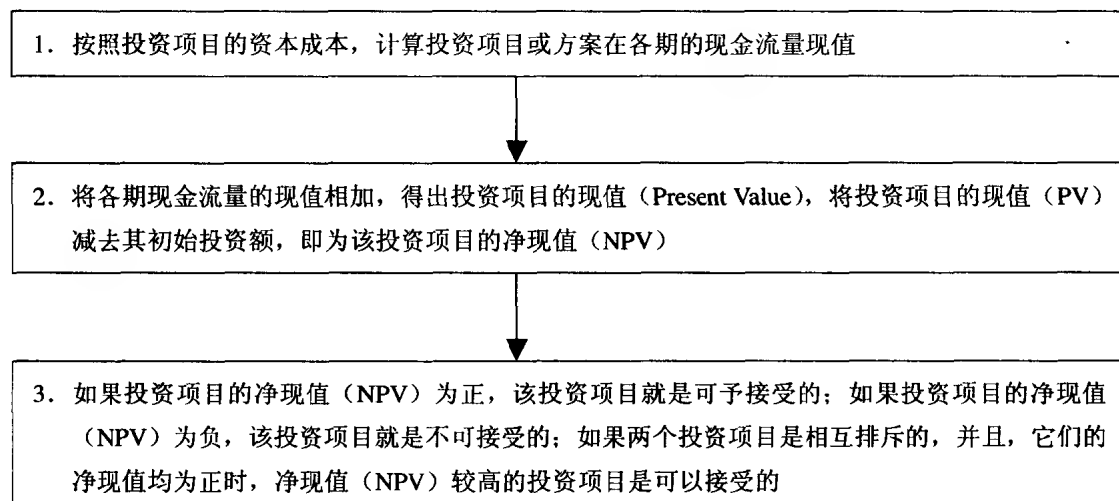 1．按照投资项目的资本成本，计算投资项目或方案在各期的现金流量现值
2．将各期现金流量的现值相加，得出投资项目的现值（Present Value），将投资项目的现值（PV）
减去其初始投资额，即为该投资项目的净现值（NPV）
3．如果投资项目的净现值（NPV）为正，该投资项目就是可予接受的；如果投资项目的净现值
（NPV）为负，该投资项目就是不可接受的；如果两个投资项目是相互排斥的，并且，它们的
净现值均为正时，净现值（NPV）较高的投资项目是可以接受的